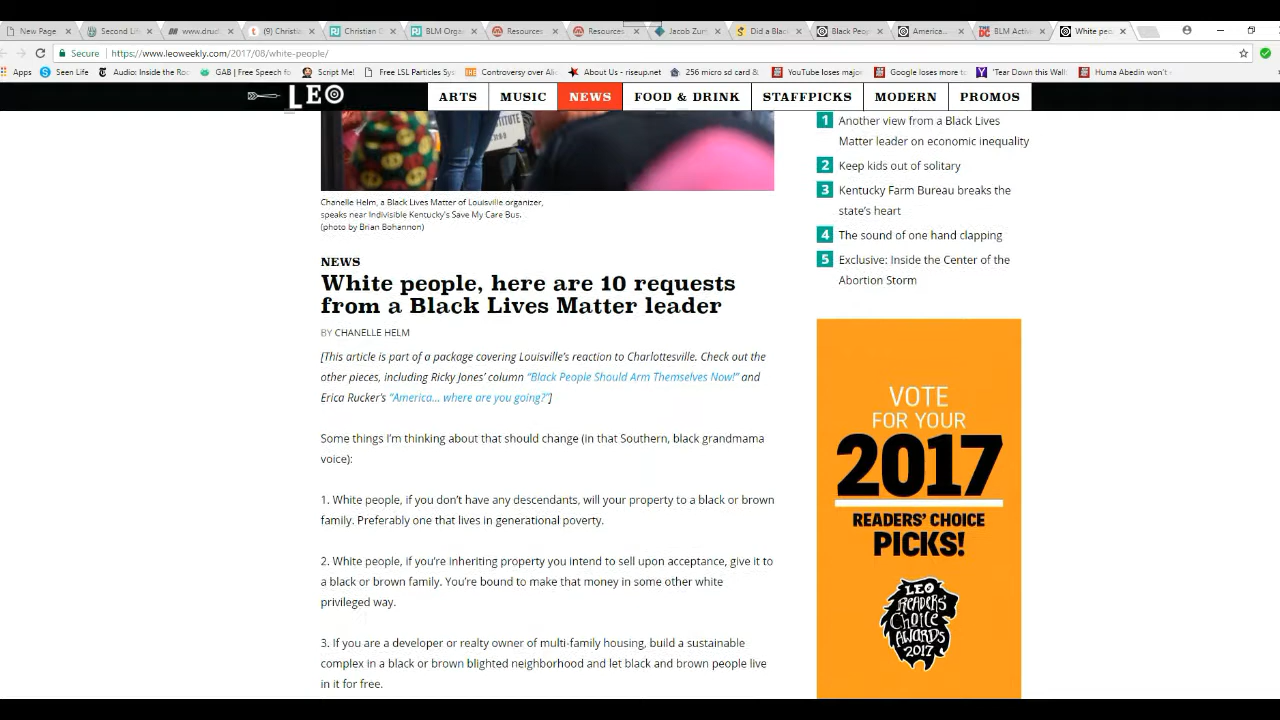 New Page
Second Li
www.druc
(3) Christia
Christian D
BLM Orga
Resources
Resources
Jacob Zum
Did a Blac
Black Peop
America...
BLM Activ
White peo
Secure
https://www.leoweekly.com/2017/08/white-people/
Apps
Seen Life
Audio: Inside the Roc
GAB | Free Speech fo
Script Me!
Free LSL Particles Sys
Controversy over Alic
About Us - riseup.net
256 micro sd card &
YouTube loses major
Google loses more to
'Tear Down this Wall
Huma Abedin won't
LEO
ARTS
MUSIC
NEWS
FOOD & DRINK
STAFFPICKS
MODERN
PROMOS
STITUTE
Chanelle Helm, a Black Lives Matter of Louisville organizer,
speaks near Indivisible Kentucky's Save My Care Bus.
(photo by Brian Bohannon)
NEWS
White people, here are 10 requests
from a Black Lives Matter leader
BY CHANELLE HELM
[This article is part of a package covering Louisville's reaction to Charlottesville. Check out the
other pieces, including Ricky Jones' column "Black People Should Arm Themselves Now!" and
Erica Rucker's "America... where are you going?"]
Some things I'm thinking about that should change (in that Southern, black grandmama
voice):
1. White people, if you don't have any descendants, will your property to a black or brown
family. Preferably one that lives in generational poverty.
2. White people, if you're inheriting property you intend to sell upon acceptance, give it to
a black or brown family. You're bound to make that money in some other white
privileged way.
3. If you are a developer or realty owner of multi-family housing, build a sustainable
complex in a black or brown blighted neighborhood and let black and brown people live
in it for free.
1 Another view from a Black Lives
Matter leader on economic inequality
2 Keep kids out of solitary
3 Kentucky Farm Bureau breaks the
state's heart
4 The sound of one hand clapping
5 Exclusive: Inside the Center of the
Abortion Storm
VOTE
FOR YOUR
2017
READERS' CHOICE
PICKS!
LEO
READERS'
CHOICE
AWARDS
2017